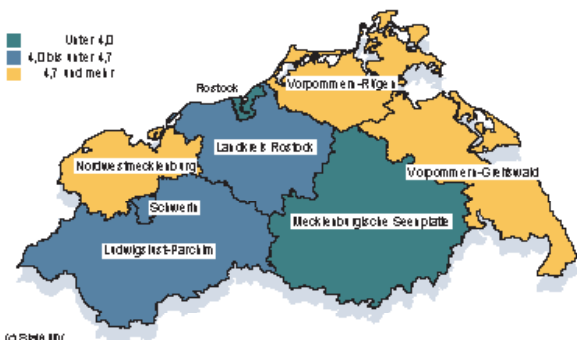 Unter 4,0
4,0 bis unter 4,7
4,7 und mehr
Rostock
Vorpommern-Rügen
Landkreis Rostock
Nordwestmecklenburg
Vorpommern-Greifswald
Schwerin
Mecklenburgische Seenplatte
Ludwigslust-Parchim
(c)